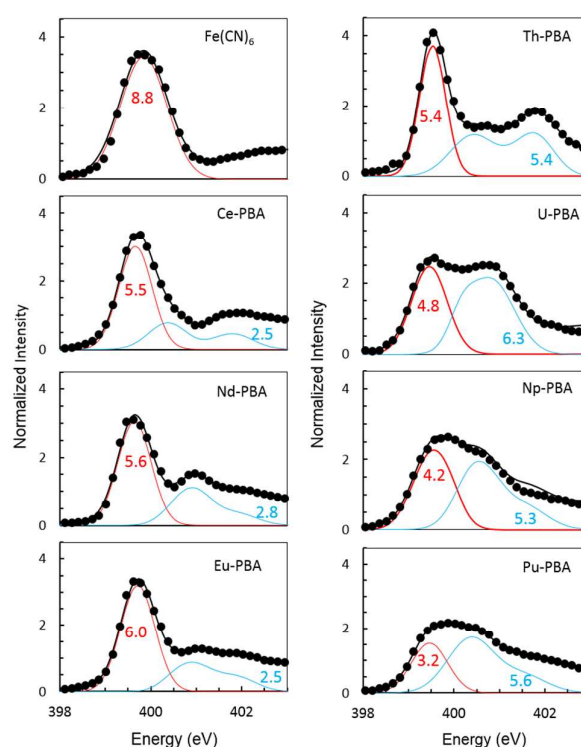 Fe(CN)₆
4
2
0
8.8
Ce-PBA
4
2
0
5.5
2.5
Nd-PBA
4
2
0
5.6
2.8
Eu-PBA
4
2
0
6.0
2.5
398 400 402
Energy (eV)
Normalized Intensity
Th-PBA
4
2
0
5.4
5.4
U-PBA
4
2
0
4.8
6.3
Np-PBA
4
2
0
4.2
5.3
Pu-PBA
4
2
0
3.2
5.6
398 400 402
Energy (eV)
Normalized Intensity